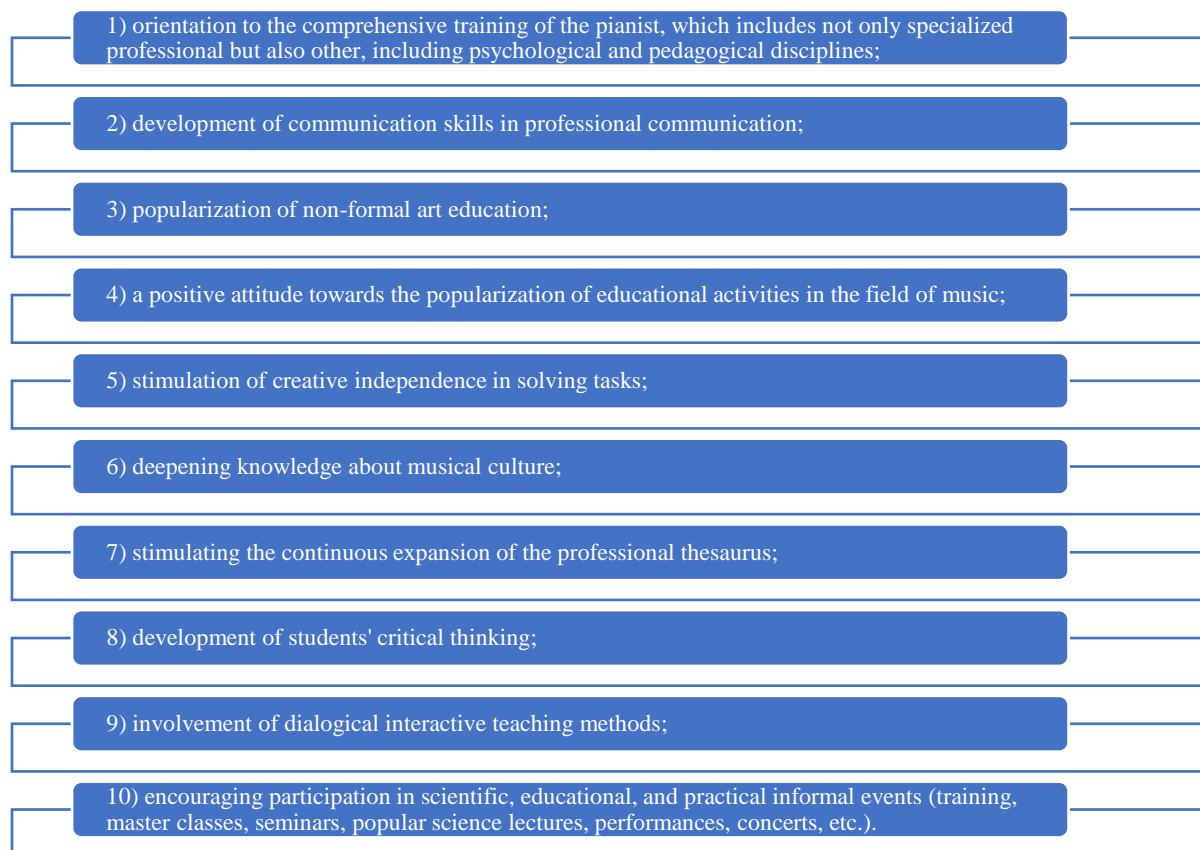 1) orientation to the comprehensive training of the pianist, which includes not only specialized
professional but also other, including psychological and pedagogical disciplines;
2) development of communication skills in professional communication;
3) popularization of non-formal art education;
4) a positive attitude towards the popularization of educational activities in the field of music;
5) stimulation of creative independence in solving tasks;
6) deepening knowledge about musical culture;
7) stimulating the continuous expansion of the professional thesaurus;
8) development of students' critical thinking;
9) involvement of dialogical interactive teaching methods;
10) encouraging participation in scientific, educational, and practical informal events (training,
master classes, seminars, popular science lectures, performances, concerts, etc.).